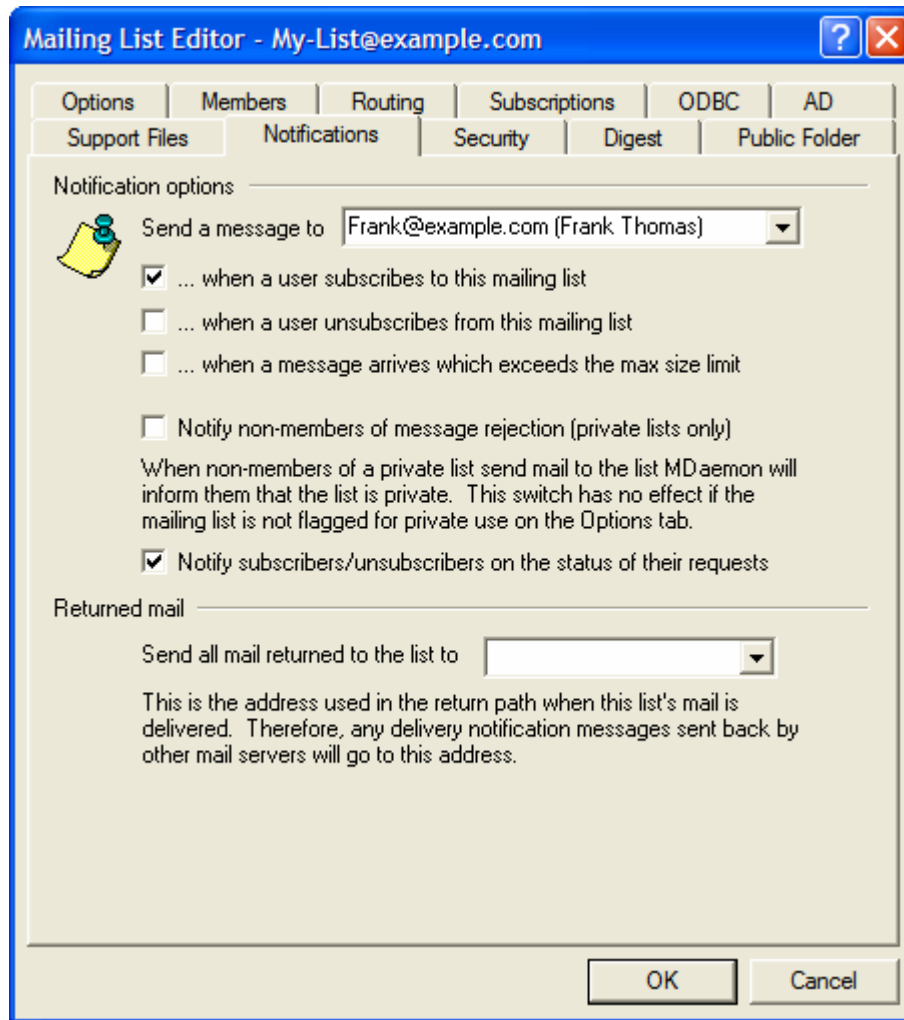 Mailing List Editor - My-List@example.com
Options Members Routing Subscriptions ODBC AD
Support Files Notifications Security Digest Public Folder
Notification options
Send a message to Frank@example.com (Frank Thomas)
... when a user subscribes to this mailing list
... when a user unsubscribes from this mailing list
... when a message arrives which exceeds the max size limit
Notify non-members of message rejection (private lists only)
When non-members of a private list send mail to the list MDaemon will
inform them that the list is private.  This switch has no effect if the
mailing list is not flagged for private use on the Options tab.
Notify subscribers/unsubscribers on the status of their requests
Returned mail
Send all mail returned to the list to
This is the address used in the return path when this list's mail is
delivered.  Therefore, any delivery notification messages sent back by
other mail servers will go to this address.
OK Cancel